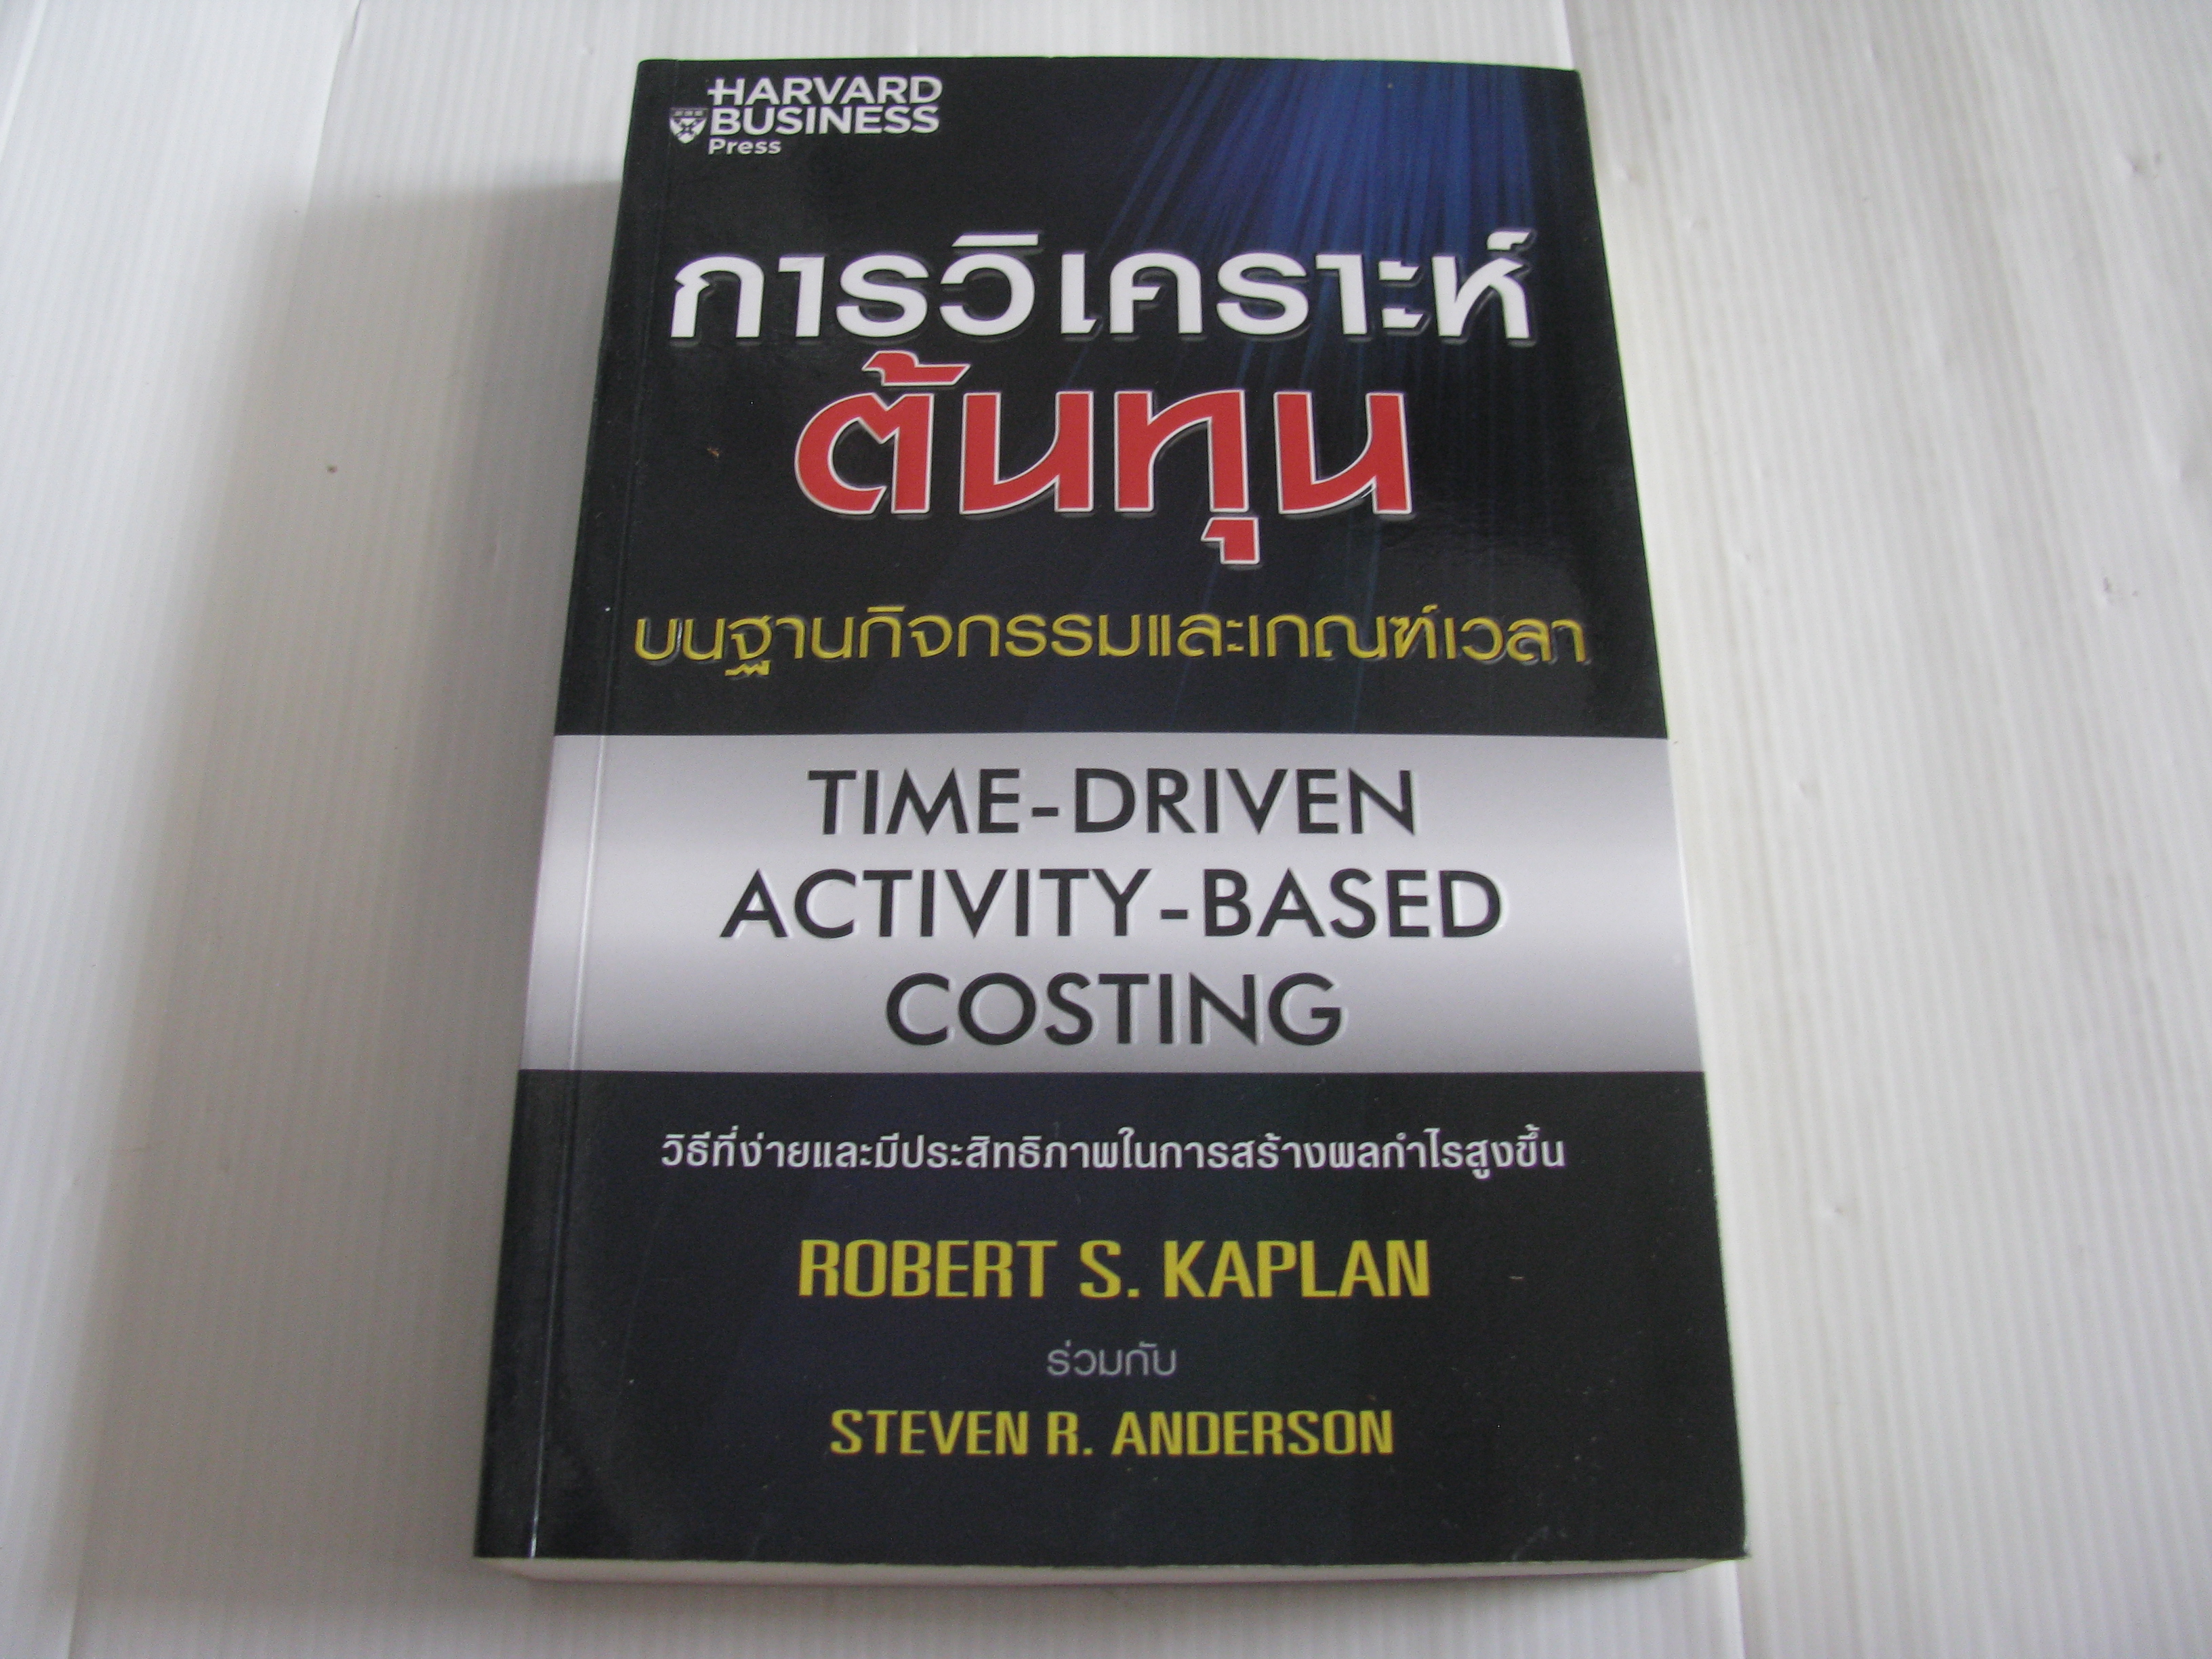 HARVARD
BUSINESS
Press
การวิเคราะห์
ต้นทุน
บนฐานกิจกรรมและเกณฑ์เวลา
TIME-DRIVEN
ACTIVITY-BASED
COSTING
วิธีที่ง่ายและมีประสิทธิภาพในการสร้างผลกำไรสูงขึ้น
ROBERT S. KAPLAN
ร่วมกับ
STEVEN R. ANDERSON